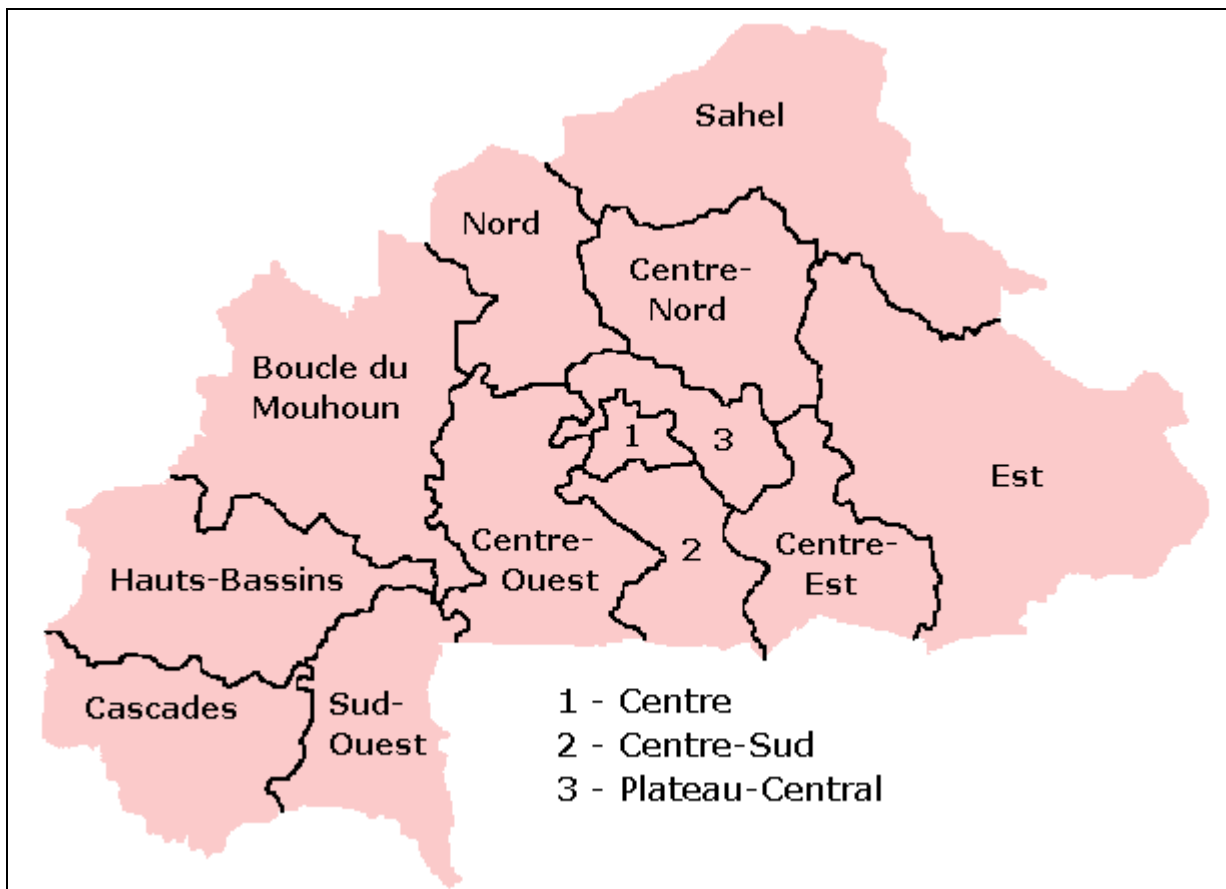 Sahel
Nord
Centre-
Nord
Boucle du
Mouhoun
1
3
Est
Centre-
Ouest
2
Centre-
Est
Hauts-Bassins
Cascades
Sud-
Ouest
1 - Centre
2 - Centre-Sud
3 - Plateau-Central